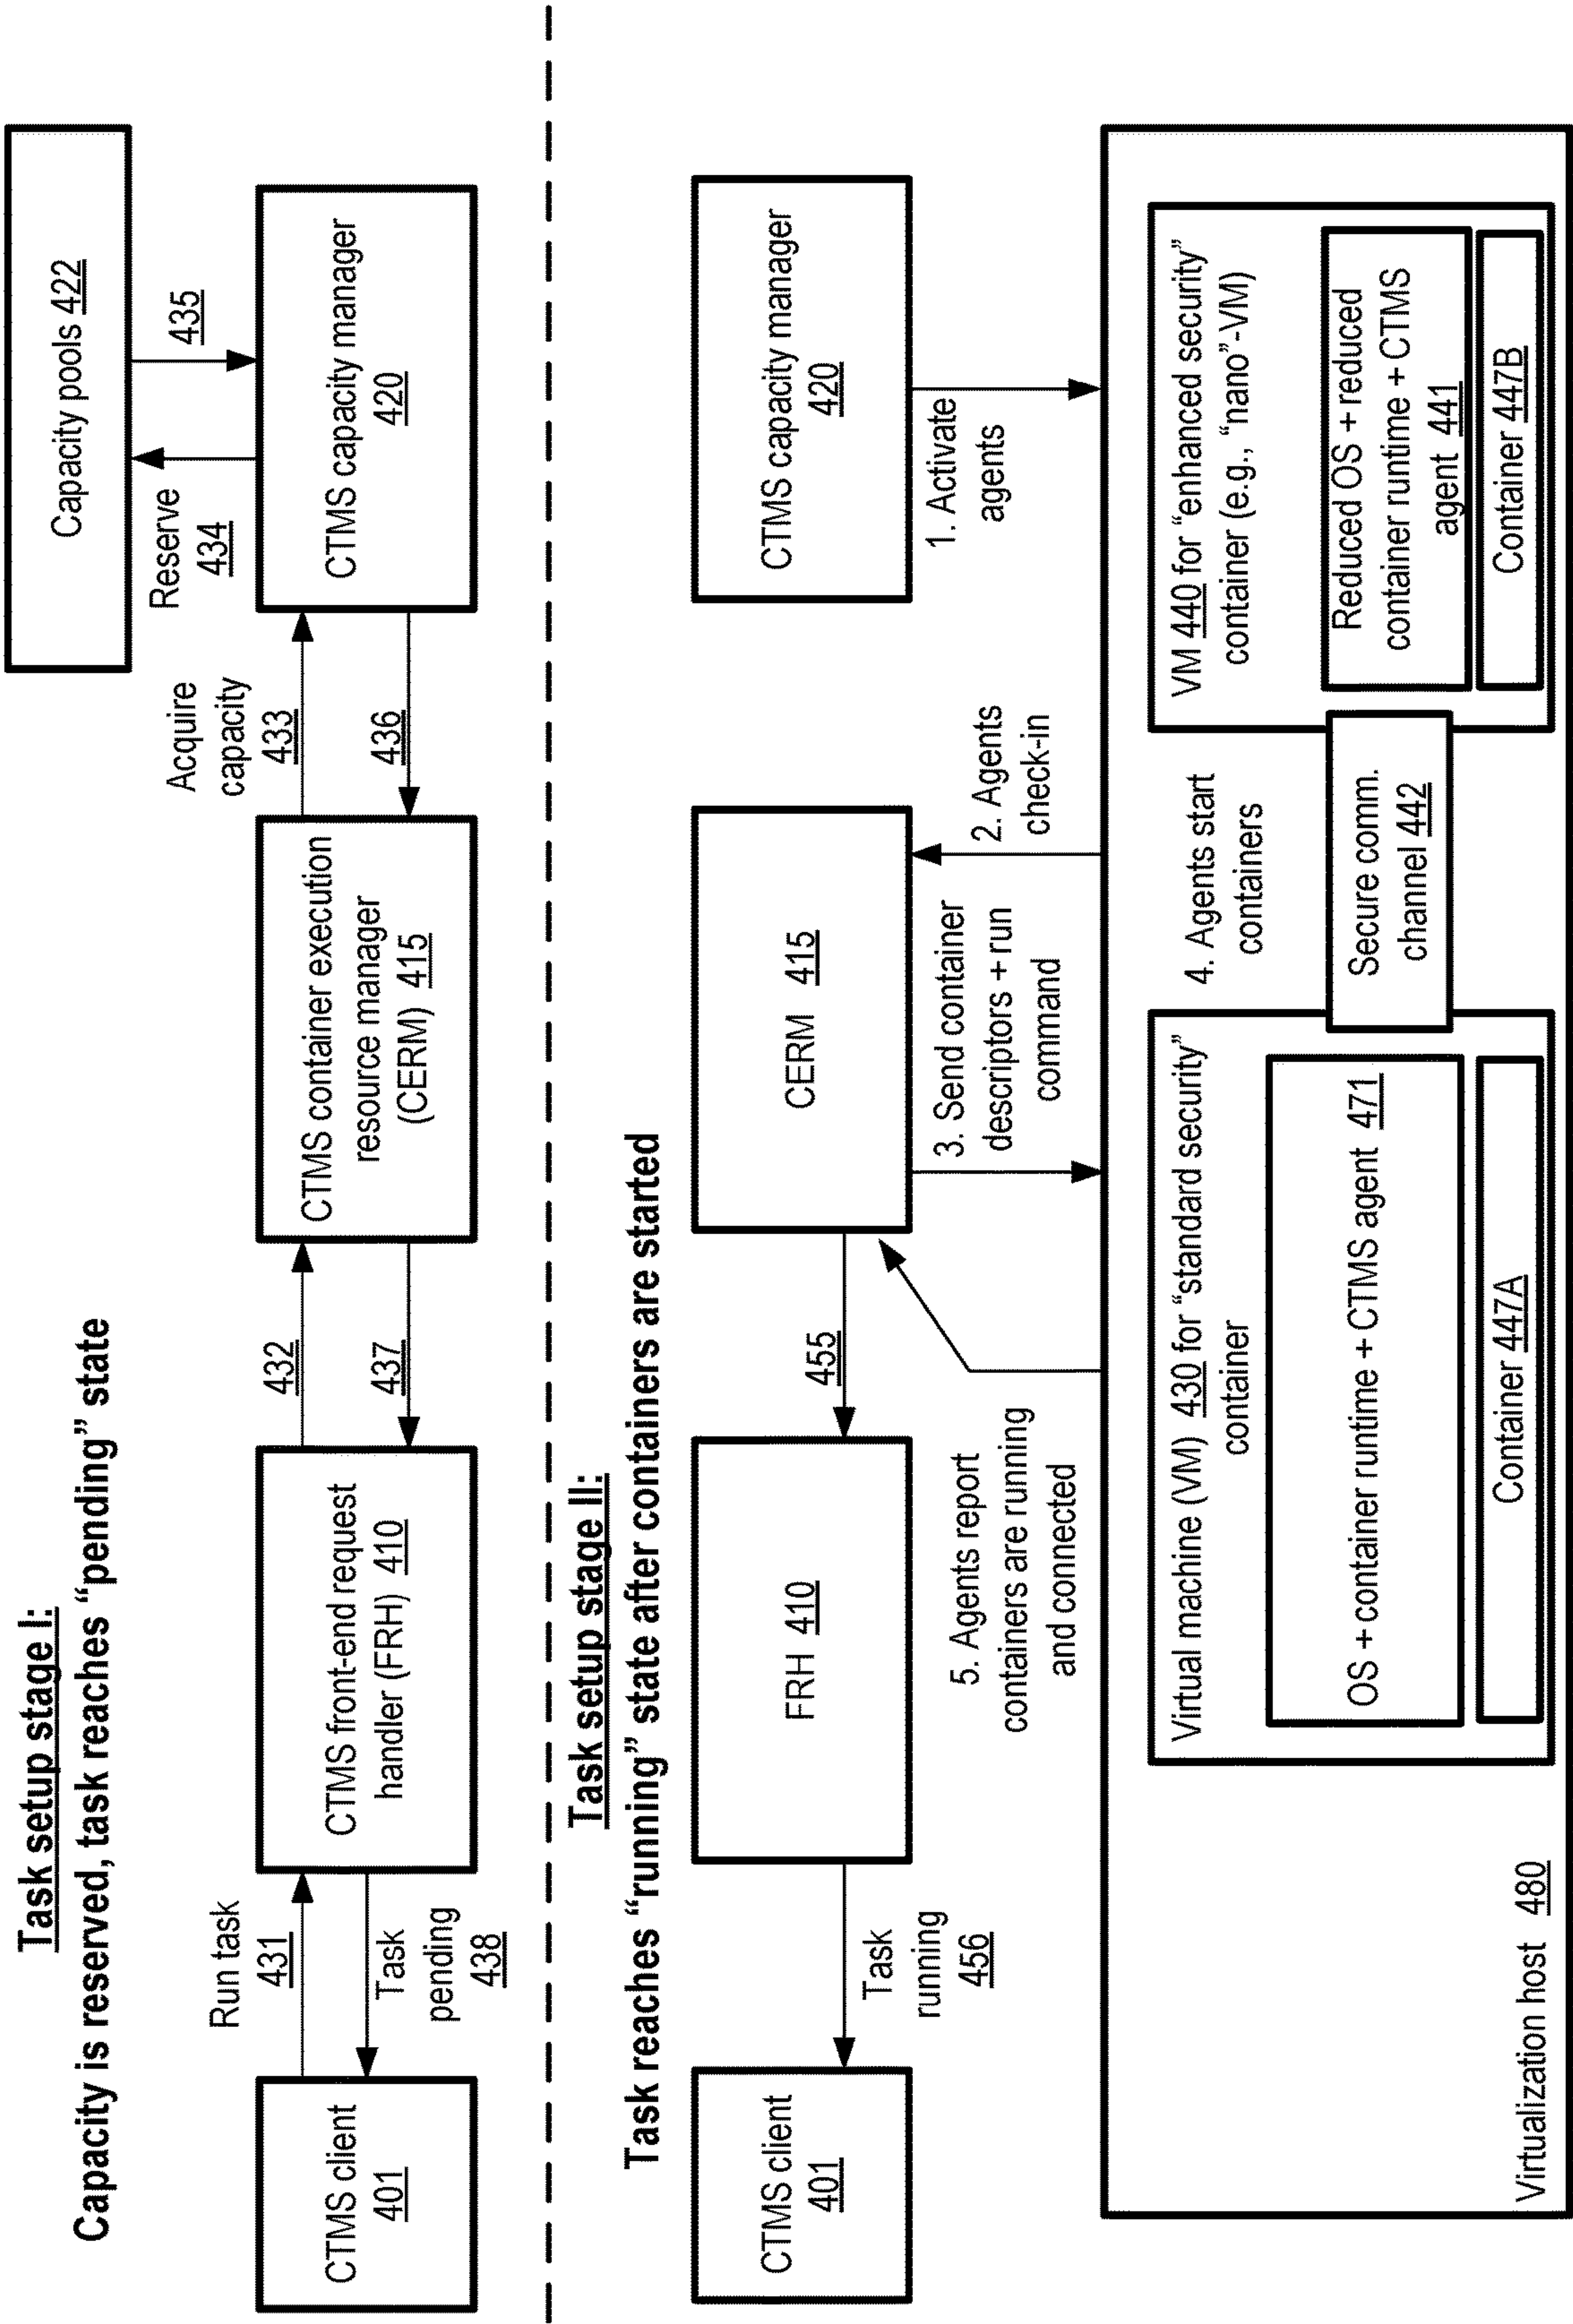 Task setup stage I:
Capacity is reserved, task reaches “pending” state
Capacity pools 422
Reserve
434
435
CTMS client
401
Run task
431
Task
pending
438
CTMS front-end request
handler (FRH) 410
432
437
CTMS container execution
resource manager
(CERM) 415
Acquire
capacity
433
436
CTMS capacity manager
420
Task setup stage II:
Task reaches “running” state after containers are started
CTMS client
401
Task
running
456
FRH 410
455
CERM 415
CTMS capacity manager
420
1. Activate
agents
2. Agents
check-in
3. Send container
descriptors + run
command
5. Agents report
containers are running
and connected
4. Agents start
containers
Virtual machine (VM) 430 for “standard security”
container
OS + container runtime + CTMS agent 471
Container 447A
Secure comm.
channel 442
VM 440 for “enhanced security”
container (e.g., “nano”-VM)
Reduced OS + reduced
container runtime + CTMS
agent 441
Container 447B
Virtualization host 480